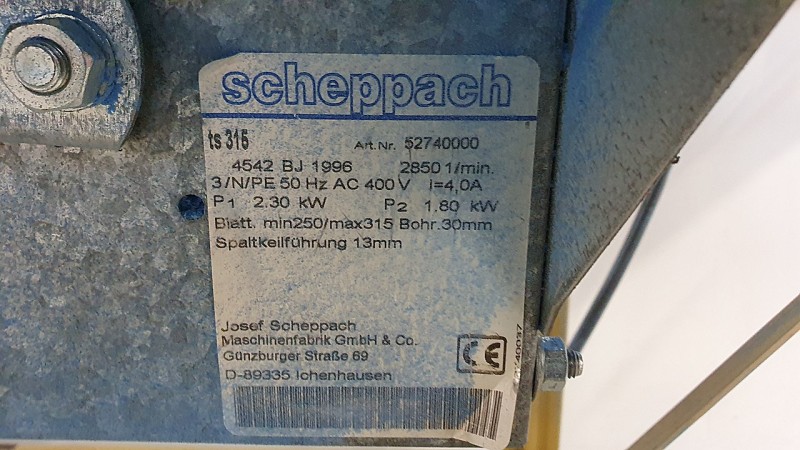 scheppach
ts 315 Art.Nr. 52740000
4542 BJ 1996 2850 1/min.
3/N/PE 50 Hz AC 400 V I=4,0A
P1 2.30 kW P2 1.80 kW
Blatt. min250/max315 Bohr.30mm
Spaltkeilführung 13mm
Josef Scheppach
Maschinenfabrik GmbH & Co.
Günzburger Straße 69
D-89335 Ichenhausen
CE